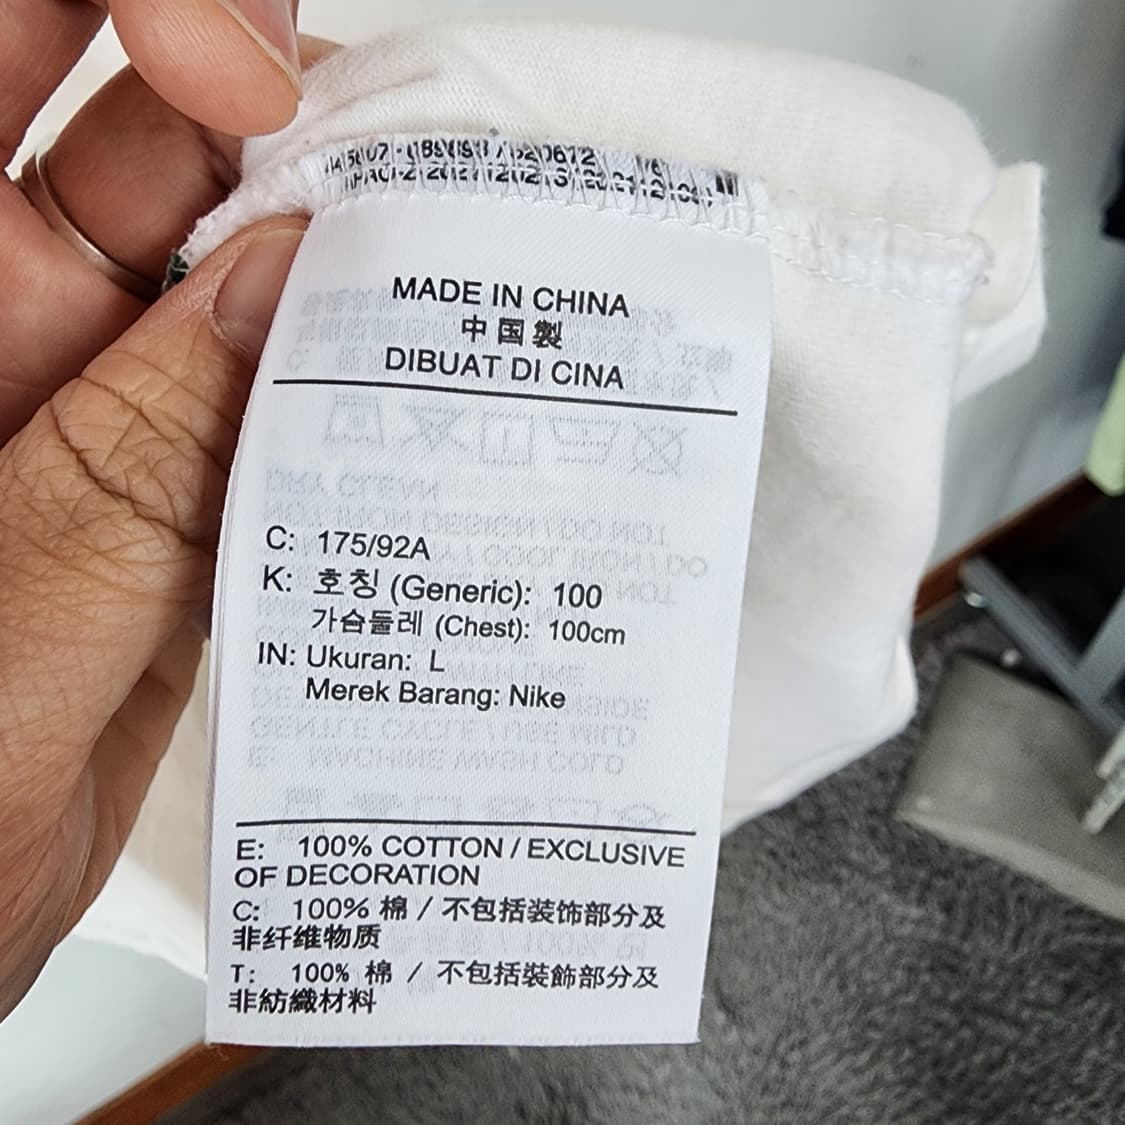 MADE IN CHINA
中国製
DIBUAT DI CINA
C: 175/92A
K: 호칭 (Generic): 100
가슴둘레 (Chest): 100cm
IN: Ukuran: L
Merek Barang: Nike
E: 100% COTTON / EXCLUSIVE
OF DECORATION
C: 100% 棉 / 不包括装饰部分及
非纤维物质
T: 100% 棉 / 不包括裝飾部分及
非紡織材料